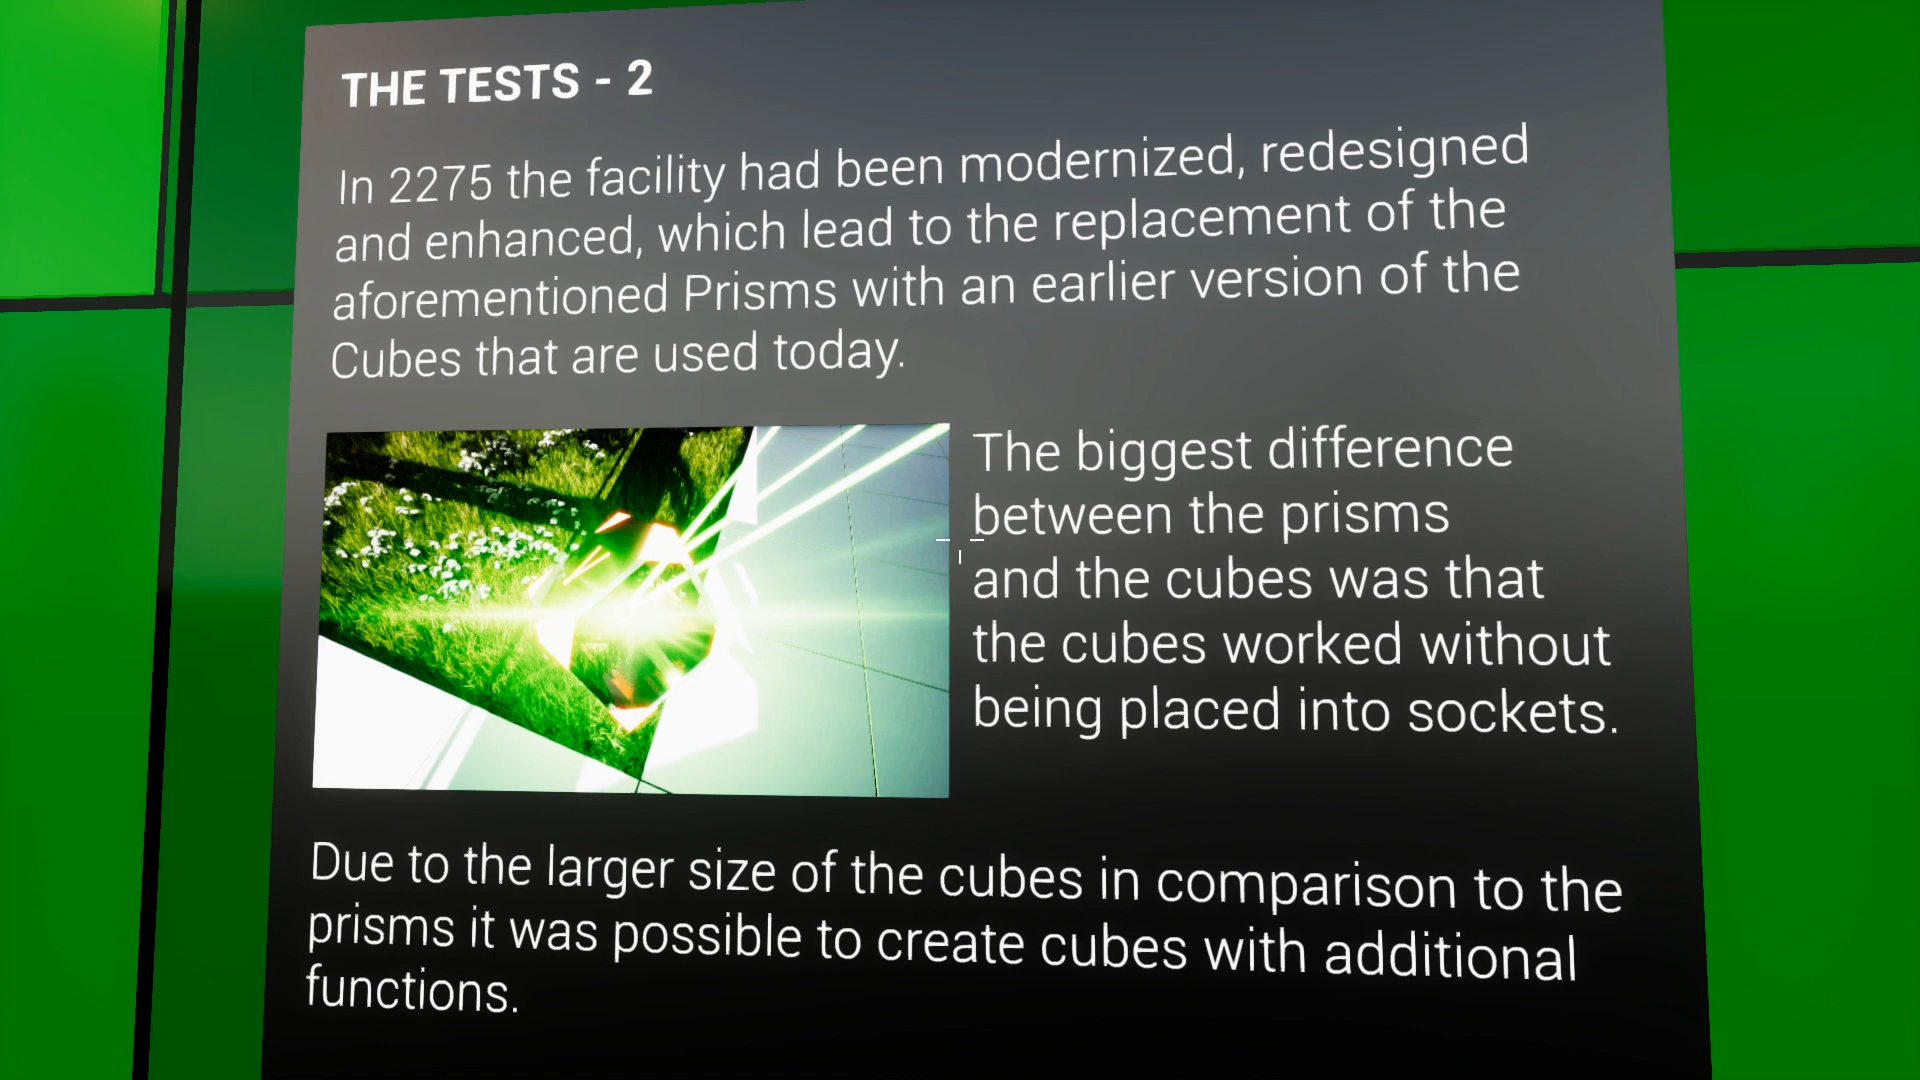 THE TESTS - 2
In 2275 the facility had been modernized, redesigned
and enhanced, which lead to the replacement of the
aforementioned Prisms with an earlier version of the
Cubes that are used today.
The biggest difference
between the prisms
and the cubes was that
the cubes worked without
being placed into sockets.
Due to the larger size of the cubes in comparison to the
prisms it was possible to create cubes with additional
functions.